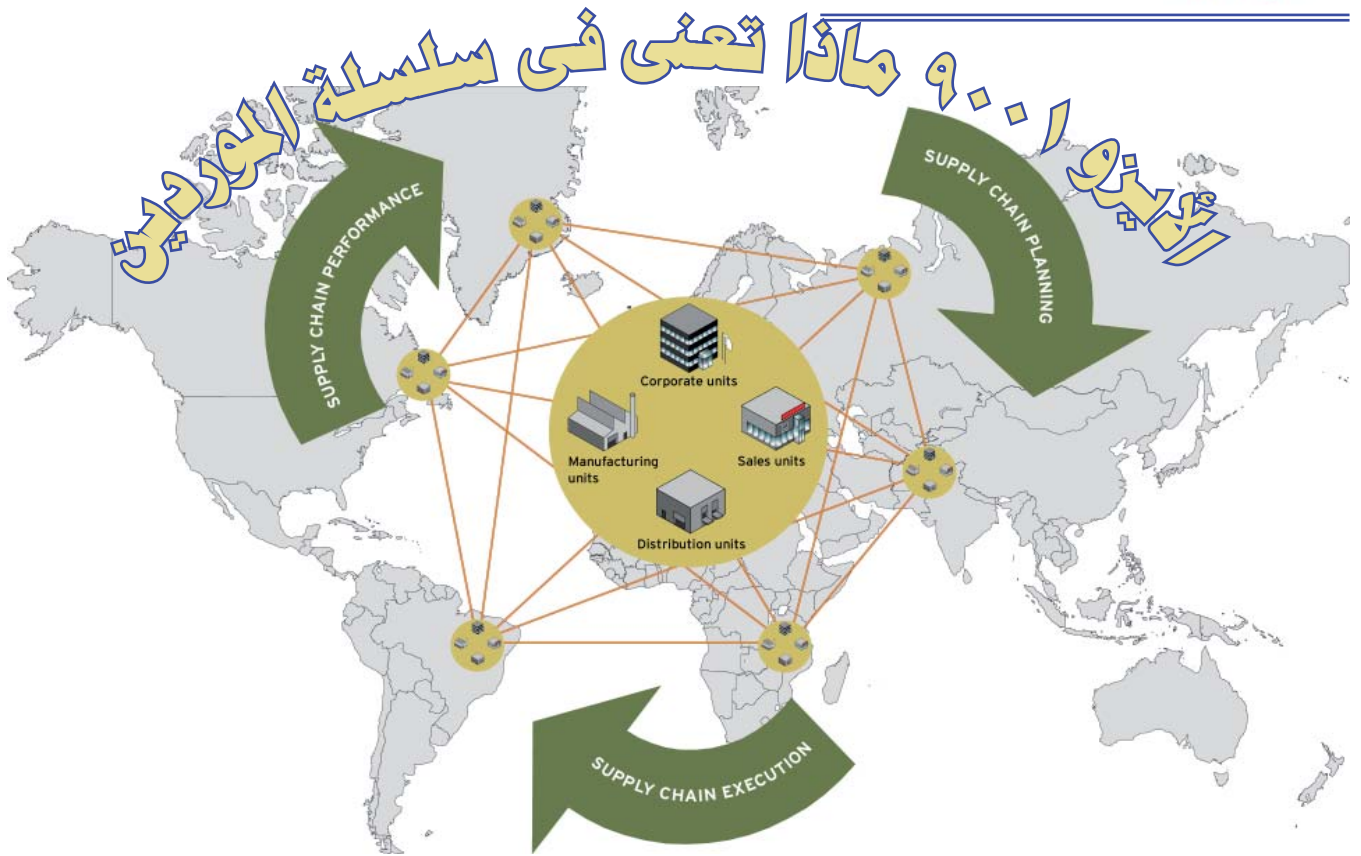 الأيزو ٩٠٠١ ماذا تعنى فى سلسلة الموردين
SUPPLY CHAIN PERFORMANCE
SUPPLY CHAIN PLANNING
Corporate units
Manufacturing
units
Sales units
Distribution units
SUPPLY CHAIN EXECUTION